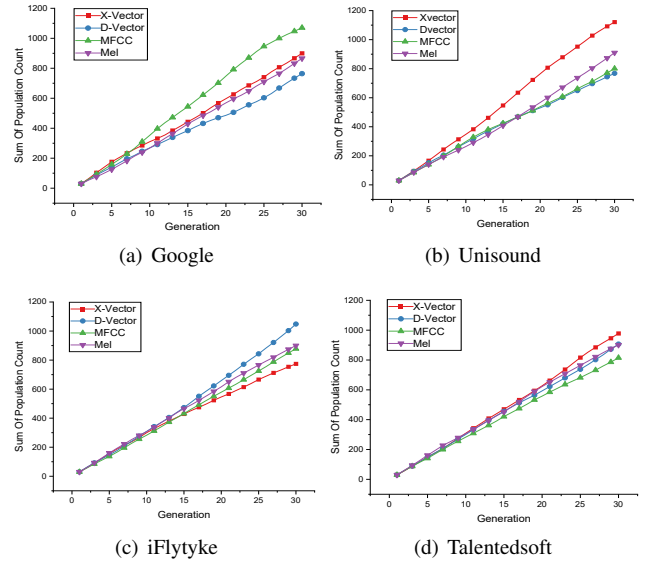 X-Vector
D-Vector
MFCC
Mel
1200
1000
800
600
400
200
0
Sum Of Population Count
0 5 10 15 20 25 30
Generation
(a) Google
Xvector
Dvector
MFCC
Mel
1200
1000
800
600
400
200
0
Sum Of Population Count
0 5 10 15 20 25 30
Generation
(b) Unisound
X-Vector
D-Vector
MFCC
Mel
1200
1000
800
600
400
200
0
Sum Of Population Count
0 5 10 15 20 25 30
Generation
(c) iFlytyke
X-Vector
D-Vector
MFCC
Mel
1200
1000
800
600
400
200
0
Sum Of Population Count
0 5 10 15 20 25 30
Generation
(d) Talentedsoft